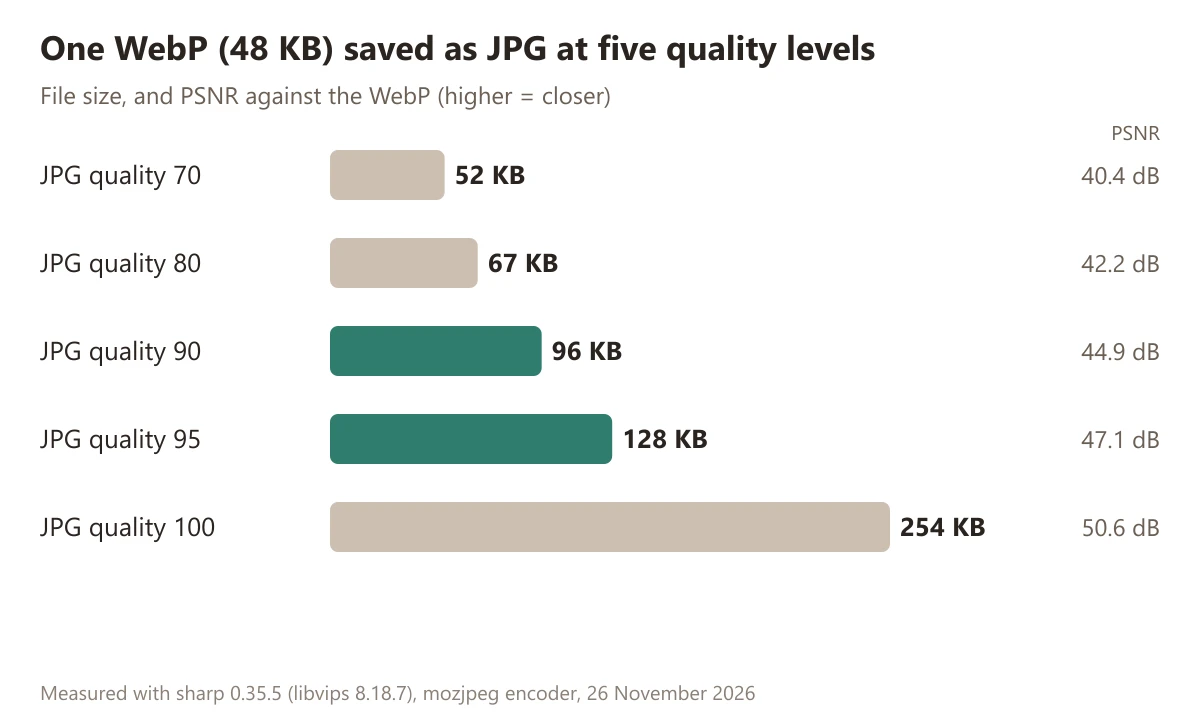 One WebP (48 KB) saved as JPG at five quality levels
File size, and PSNR against the WebP (higher = closer)
PSNR
JPG quality 70 52 KB 40.4 dB
JPG quality 80 67 KB 42.2 dB
JPG quality 90 96 KB 44.9 dB
JPG quality 95 128 KB 47.1 dB
JPG quality 100 254 KB 50.6 dB
Measured with sharp 0.35.5 (libvips 8.18.7), mozjpeg encoder, 26 November 2026